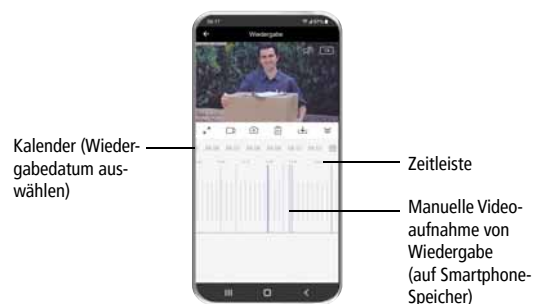 Wiedergabe
Kalender (Wieder-
gabedatum aus-
wählen)
Zeitleiste
Manuelle Video-
aufnahme von
Wiedergabe
(auf Smartphone-
Speicher)